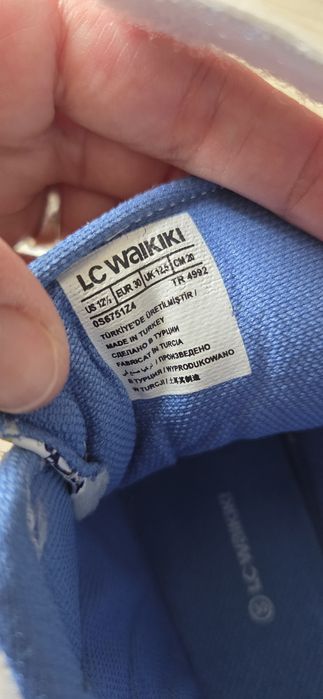 LC WAIKIKI
US 12½ EUR 30 UK 12.5 CM 20
0S6751Z4 TR 4992
TÜRKİYE'DE ÜRETİLMİŞTİR /
MADE IN TURKEY
СДЕЛАНО В ТУРЦИИ
FABRICAT IN TURCIA
/ ПРОИЗВЕДЕНО
В ТУРЦИЯ / WYPRODUKOWANO
W TURCJI / 土耳其制造
LC WAIKIKI